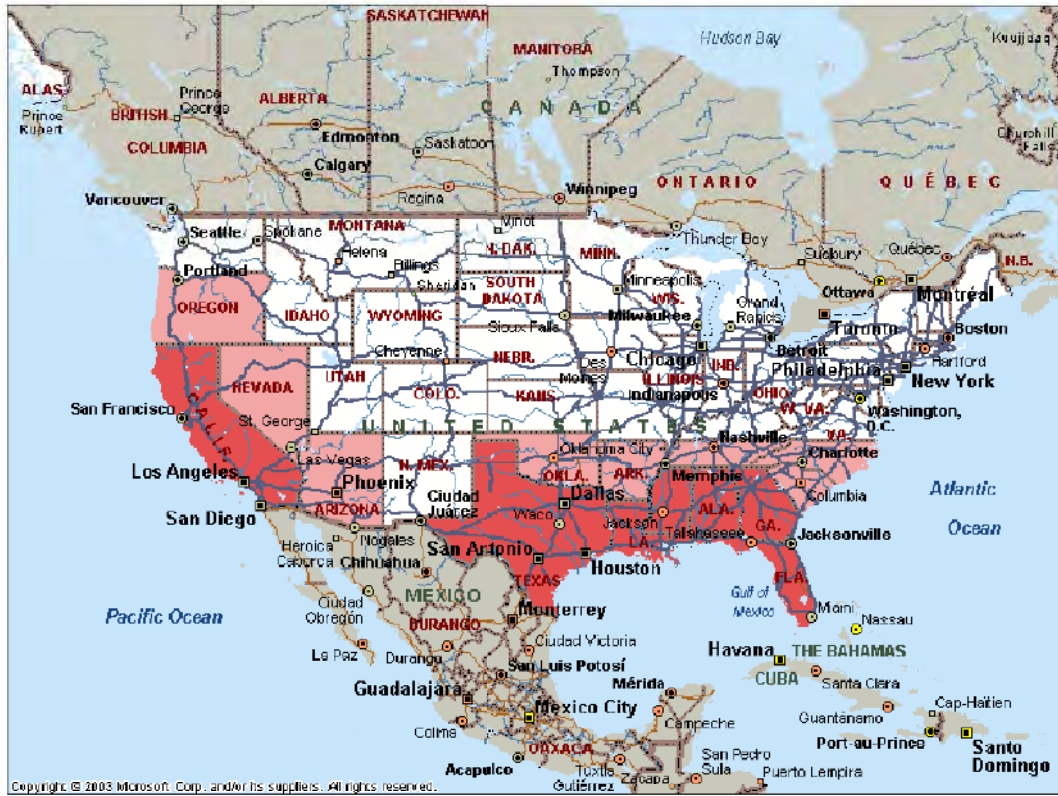 SASKATCHEWAN
Hudson Bay
Kuujjuaq
MANITOBA
Thompson
ALAS
Prince
Rupert
BRITISH
COLUMBIA
Prince
George
ALBERTA
CANADA
Edmonton
Saskatoon
Churchill
Falls
Calgary
Regina
Winnipeg
ONTARIO
QUÉBEC
Vancouver
Seattle
Spokane
MONTANA
Minot
Thunder Bay
Sudbury
Québec
Helena
N. DAK.
MINN.
N.B.
Portland
Billings
Minneapolis
Ottawa
Montréal
Sheridan
SOUTH
DAKOTA
WIS.
Grand
Rapids
OREGON
IDAHO
WYOMING
Sioux Falls
Milwaukee
Toronto
Boston
Cheyenne
NEBR.
Des
Moines
Chicago
Detroit
Hartford
IND.
Philadelphia
New York
NEVADA
UTAH
COLO.
KANS.
ILLINOIS
Indianapolis
OHIO
W. VA.
Washington,
D.C.
San Francisco
CALIF
St. George
UNITED STATES
VA.
Nashville
Las Vegas
Oklahoma City
Charlotte
Los Angeles
N. MEX.
OKLA.
ARK.
Memphis
Phoenix
Columbia
Atlantic
Ocean
San Diego
ARIZONA
Ciudad
Juárez
Dallas
Waco
Jackson
ALA.
GA.
Tallahassee
Jacksonville
Nogales
Heroica
Caborca
Chihuahua
San Antonio
LA.
Houston
TEXAS
FLA.
Pacific Ocean
Ciudad
Obregón
MEXICO
Gulf of
Mexico
Miami
Nassau
DURANGO
Monterrey
La Paz
Durango
Ciudad Victoria
Havana
THE BAHAMAS
San Luis Potosí
CUBA
Santa Clara
Guadalajara
Mérida
Cap-Haïtien
Mexico City
Campeche
Guantánamo
Colima
Port-au-Prince
Santo
Domingo
OAXACA
Acapulco
Tuxtla
Gutiérrez
Zacapa
San Pedro
Sula
Puerto Lempira
Copyright © 2003 Microsoft Corp. and/or its suppliers. All rights reserved.